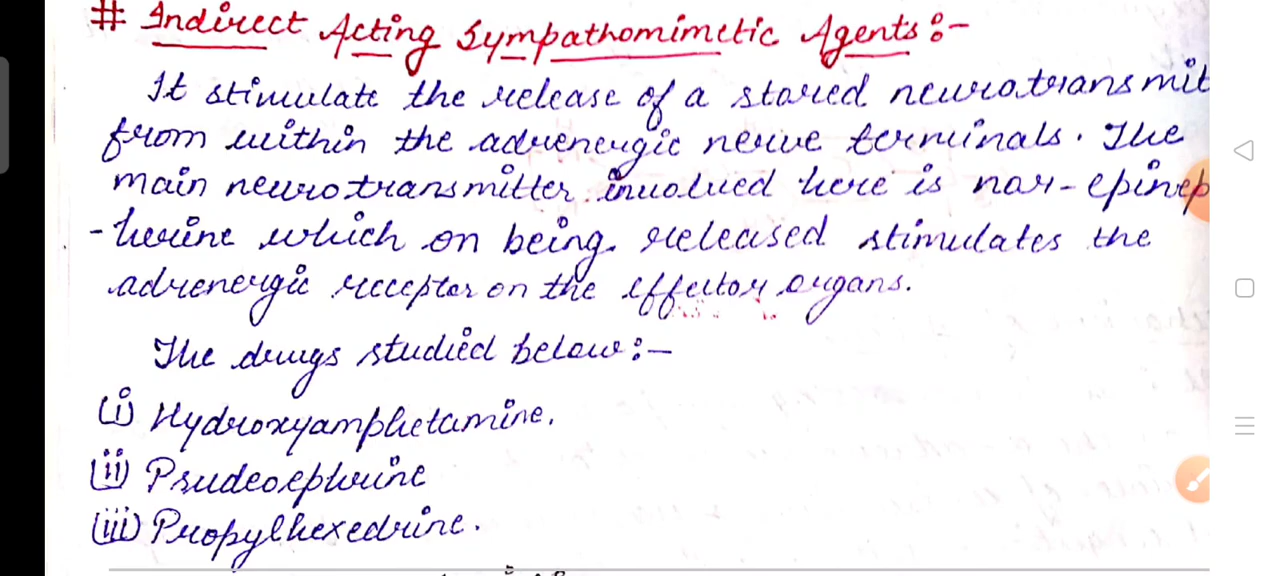 # Indirect Acting Sympathomimetic Agents :-
It stimulate the release of a stored neurotransmit
from within the adrenergic nerve terminals. The
main neurotransmitter involved here is nor-epinep
-herine which on being released stimulates the
adrenergic receptor on the effector organs.
The drugs studied below :-
(i) Hydroxyamphetamine.
(ii) Psudeoephrine
(iii) Propylhexedrine.